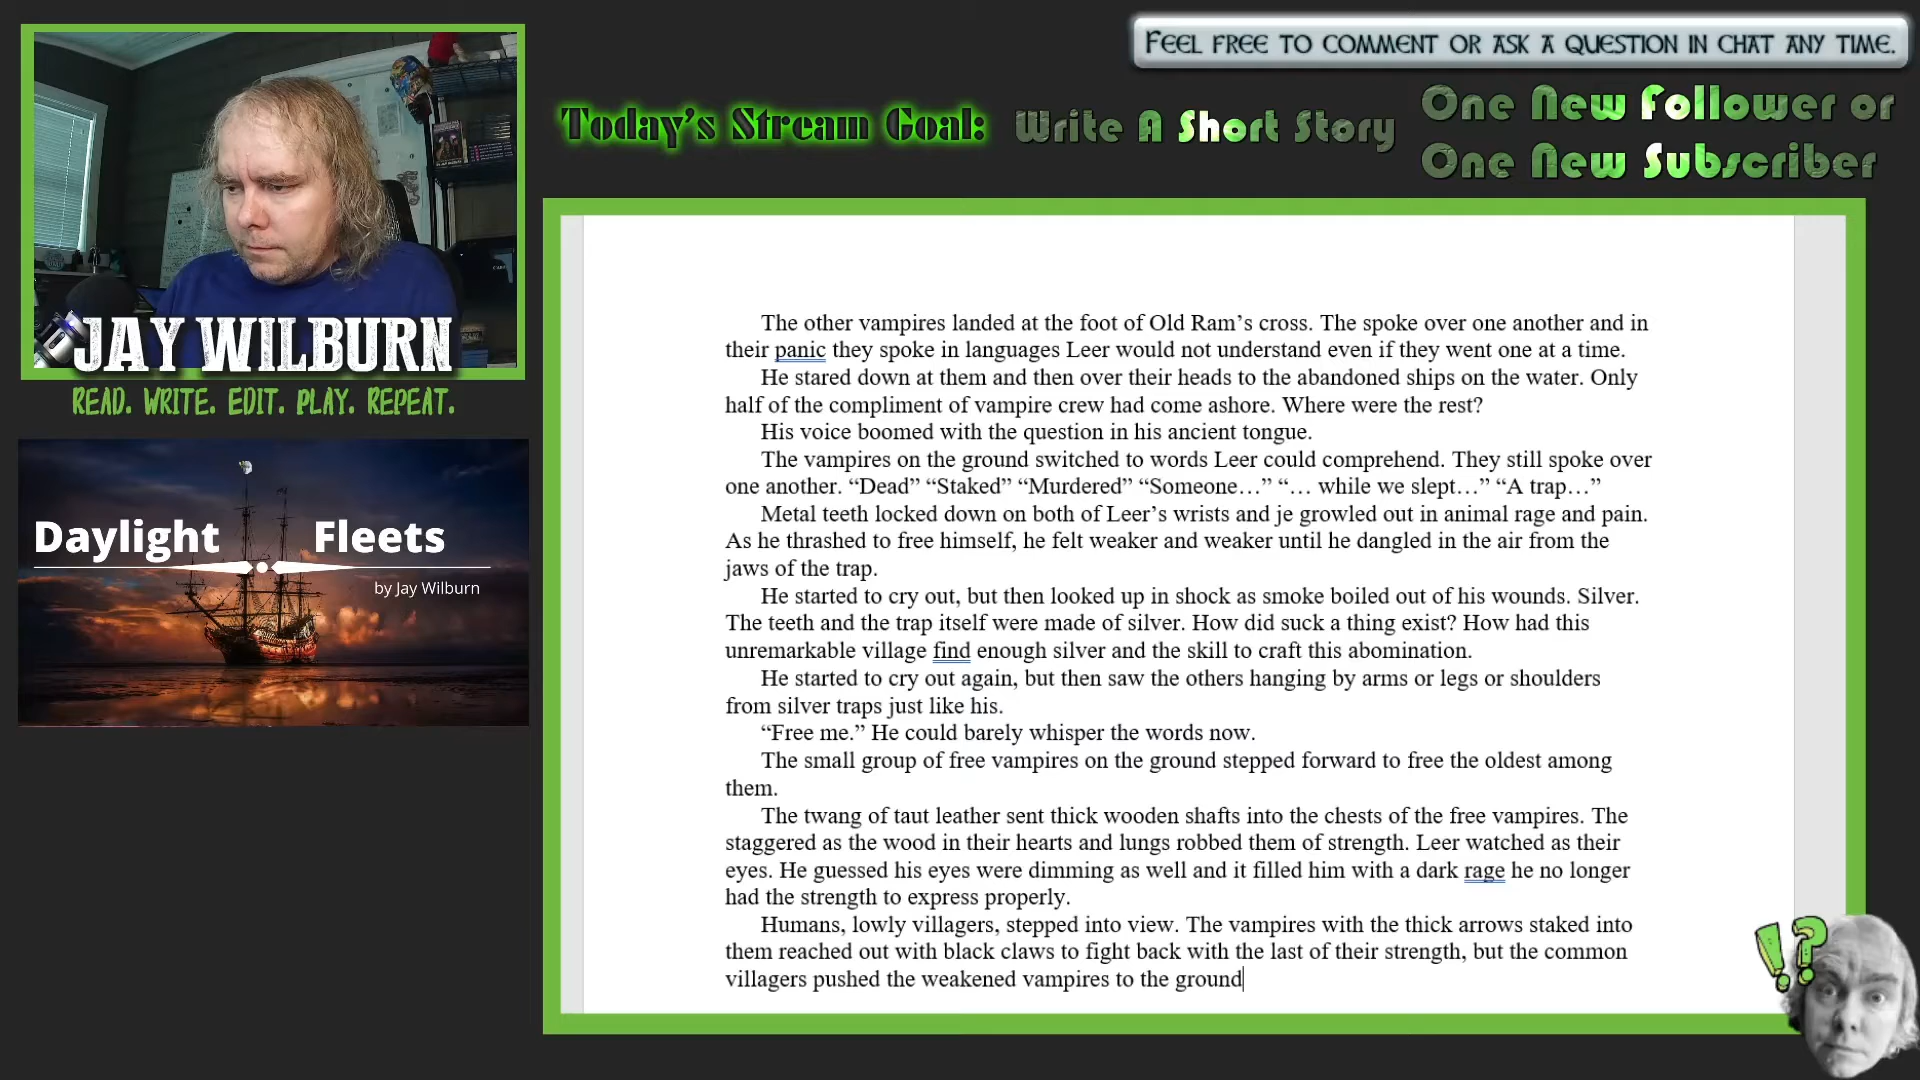 Feel free to comment or ask a question in chat any time.
Today's Stream Goal:
Write A Short Story
One New Follower or
One New Subscriber
JAY WILBURN
READ. WRITE. EDIT. PLAY. REPEAT.
Daylight Fleets
by Jay Wilburn
The other vampires landed at the foot of Old Ram’s cross. The spoke over one another and in
their panic they spoke in languages Leer would not understand even if they went one at a time.
He stared down at them and then over their heads to the abandoned ships on the water. Only
half of the compliment of vampire crew had come ashore. Where were the rest?
His voice boomed with the question in his ancient tongue.
The vampires on the ground switched to words Leer could comprehend. They still spoke over
one another. “Dead” “Staked” “Murdered” “Someone…” “… while we slept…” “A trap…”
Metal teeth locked down on both of Leer’s wrists and je growled out in animal rage and pain.
As he thrashed to free himself, he felt weaker and weaker until he dangled in the air from the
jaws of the trap.
He started to cry out, but then looked up in shock as smoke boiled out of his wounds. Silver.
The teeth and the trap itself were made of silver. How did suck a thing exist? How had this
unremarkable village find enough silver and the skill to craft this abomination.
He started to cry out again, but then saw the others hanging by arms or legs or shoulders
from silver traps just like his.
“Free me.” He could barely whisper the words now.
The small group of free vampires on the ground stepped forward to free the oldest among
them.
The twang of taut leather sent thick wooden shafts into the chests of the free vampires. The
staggered as the wood in their hearts and lungs robbed them of strength. Leer watched as their
eyes. He guessed his eyes were dimming as well and it filled him with a dark rage he no longer
had the strength to express properly.
Humans, lowly villagers, stepped into view. The vampires with the thick arrows staked into
them reached out with black claws to fight back with the last of their strength, but the common
villagers pushed the weakened vampires to the ground
!?